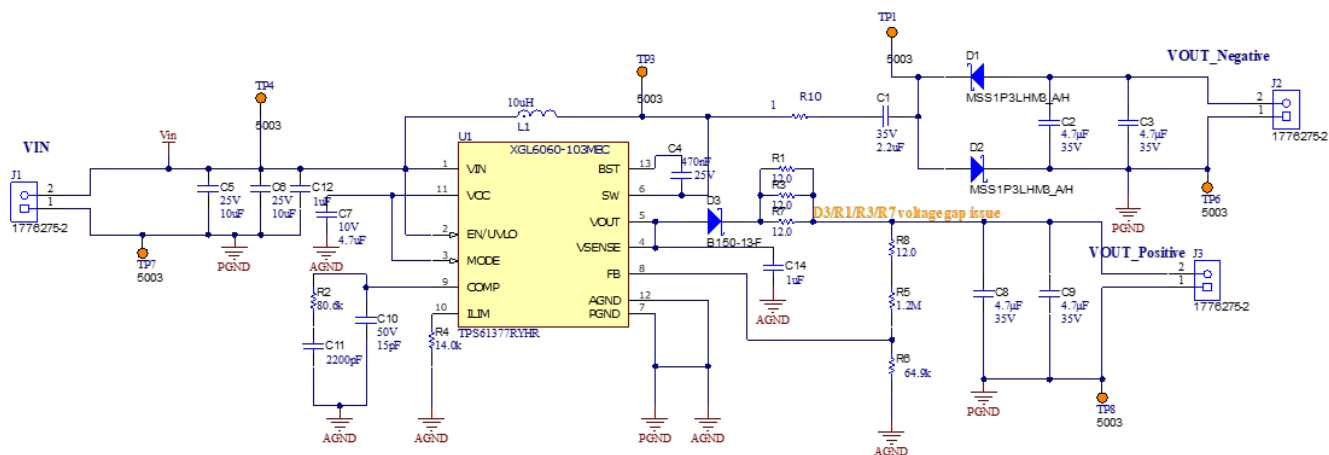 VIN
J1
2
1
1776275-2
Vin
TP4
5003
TP7
5003
C5
25V
10uF
C6
25V
10uF
C12
1uF
PGND
C7
10V
4.7uF
AGND
R2
80.6k
C11
2200pF
C10
50V
15pF
AGND
R4
14.0k
AGND
10uH
L1
U1
XGL6060-103MEC
1
VIN
11
VCC
2
EN/UVLO
3
MODE
9
COMP
10
ILIM
BST
13
SW
6
VOUT
5
VSENSE
4
FB
8
AGND
12
PGND
7
TPS61377RYHR
C4
470nF
25V
TP3
5003
D3
B150-13-F
C14
1uF
AGND
PGND
AGND
R1
12.0
R3
12.0
R7
12.0
D3/R1/R3/R7 voltage gap issue
1
R10
C1
35V
2.2uF
TP1
5003
D1
MSS1P3LHM3_A/H
D2
MSS1P3LHM3_A/H
C2
4.7µF
35V
C3
4.7µF
35V
VOUT_Negative
J2
2
1
1776275-2
TP6
5003
PGND
R8
12.0
R5
1.2M
R6
64.9k
AGND
C8
4.7µF
35V
C9
4.7µF
35V
PGND
VOUT_Positive
J3
2
1
1776275-2
TP8
5003